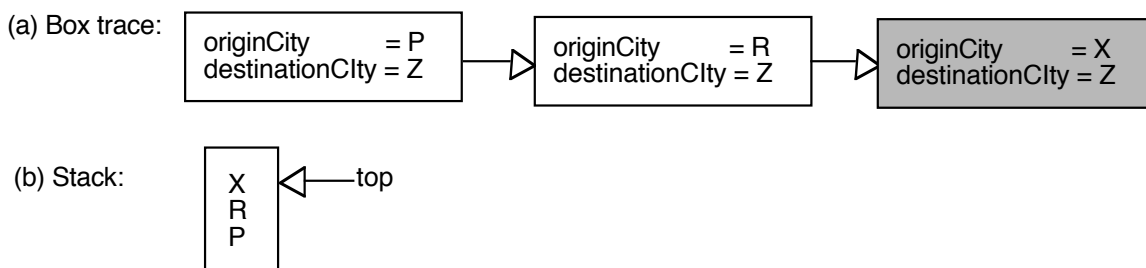 (a) Box trace:
originCity = P
destinationCIty = Z
originCity = R
destinationCIty = Z
originCity = X
destinationCIty = Z
(b) Stack:
X
R
P
top